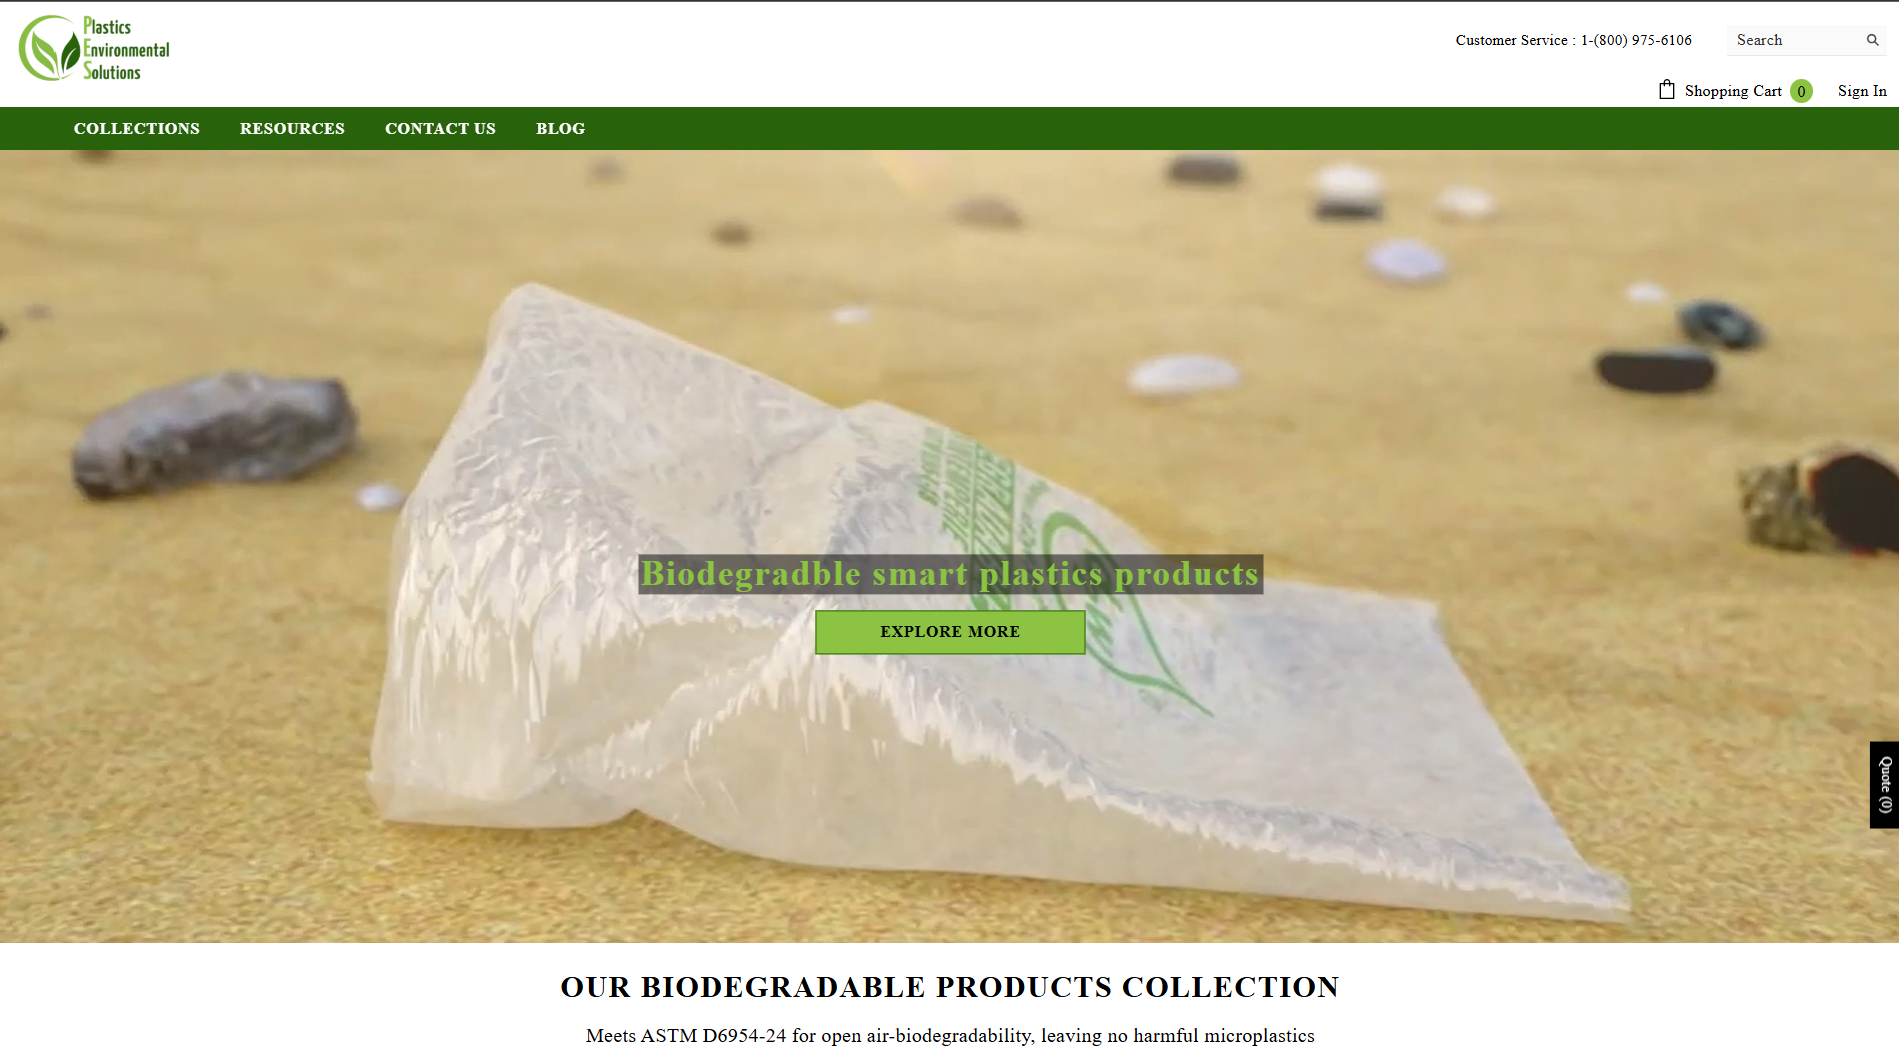 Plastics
Environmental
Solutions
Customer Service : 1-(800) 975-6106
Search
Shopping Cart 0
Sign In
COLLECTIONS RESOURCES CONTACT US BLOG
Biodegradble smart plastics products
EXPLORE MORE
Quote (0)
OUR BIODEGRADABLE PRODUCTS COLLECTION
Meets ASTM D6954-24 for open air-biodegradability, leaving no harmful microplastics